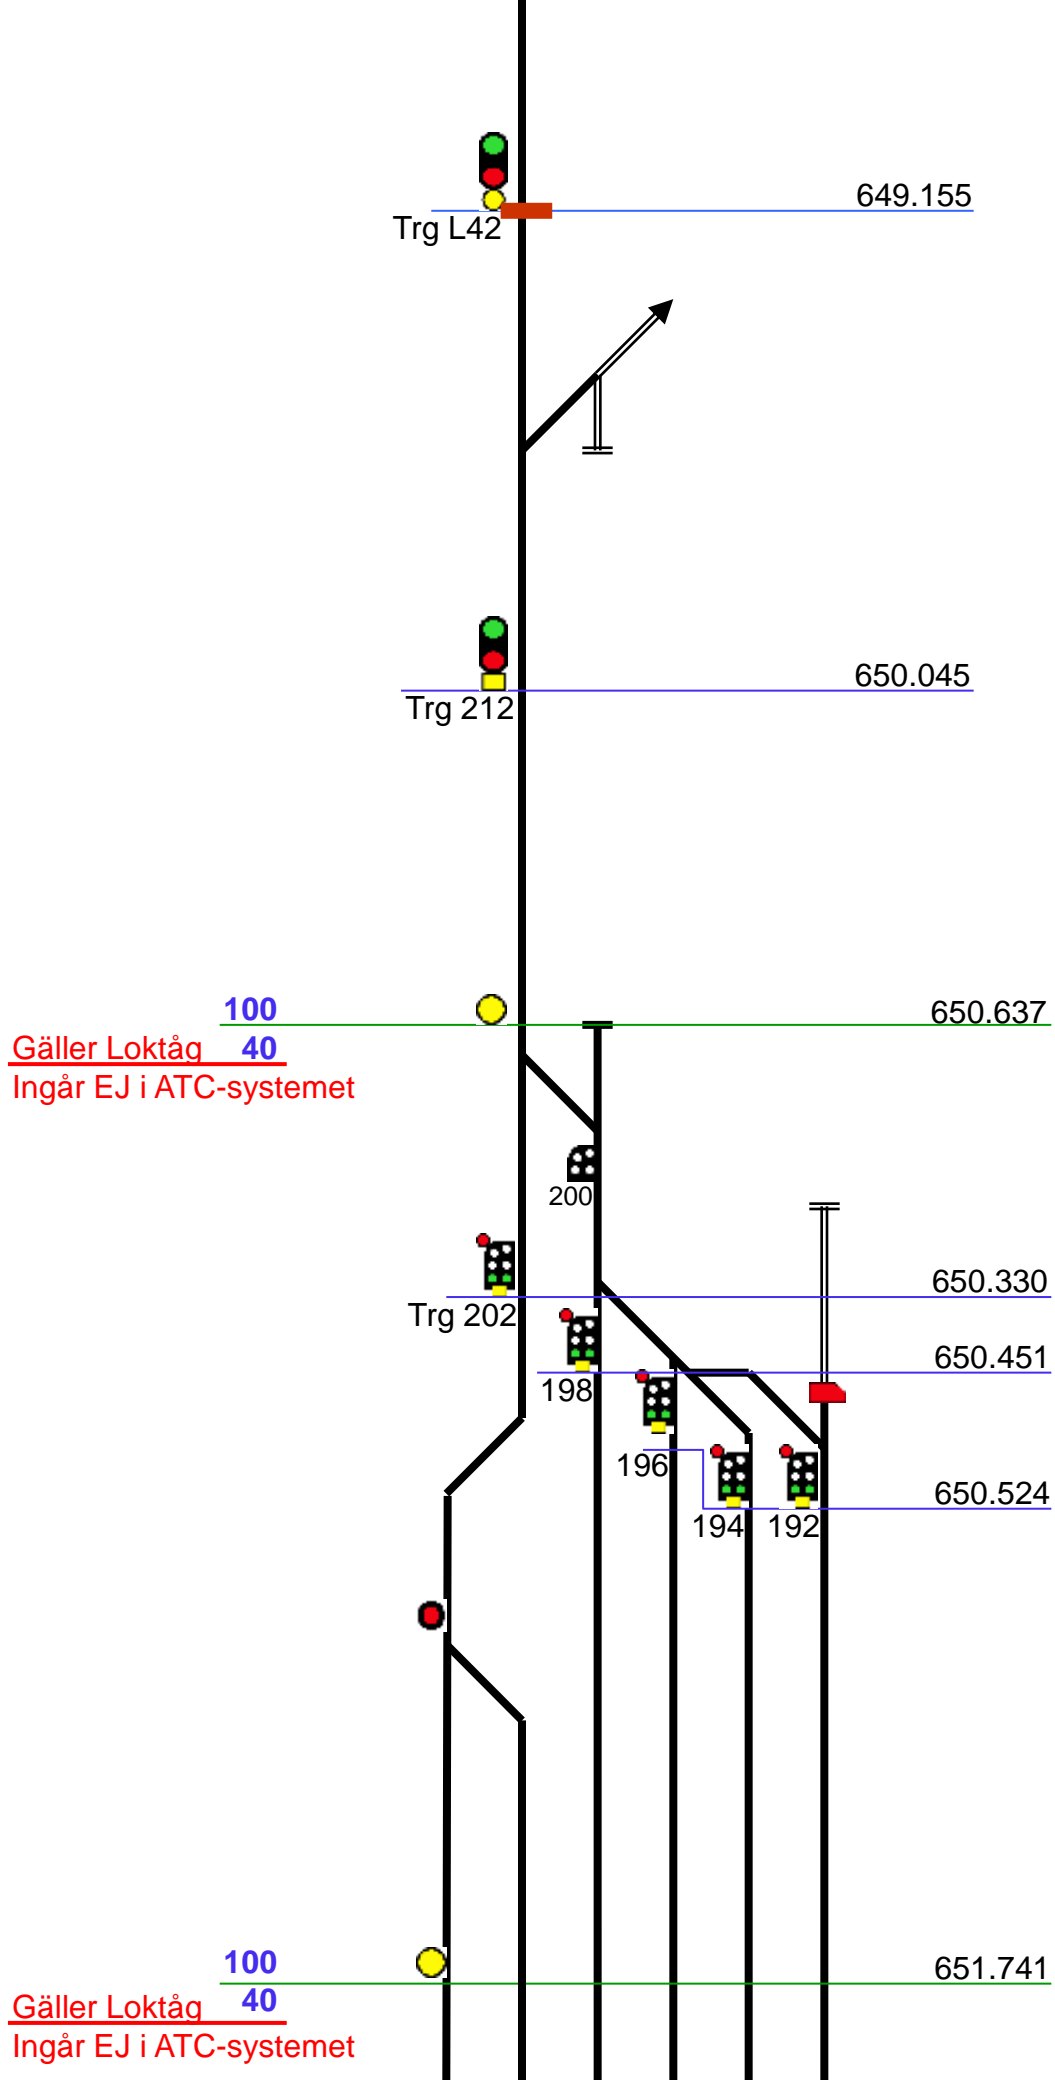 649.155
Trg L42
650.045
Trg 212
100
650.637
Gäller Loktåg 40
Ingår EJ i ATC-systemet
200
650.330
Trg 202
650.451
198
196
650.524
194
192
100
651.741
Gäller Loktåg 40
Ingår EJ i ATC-systemet